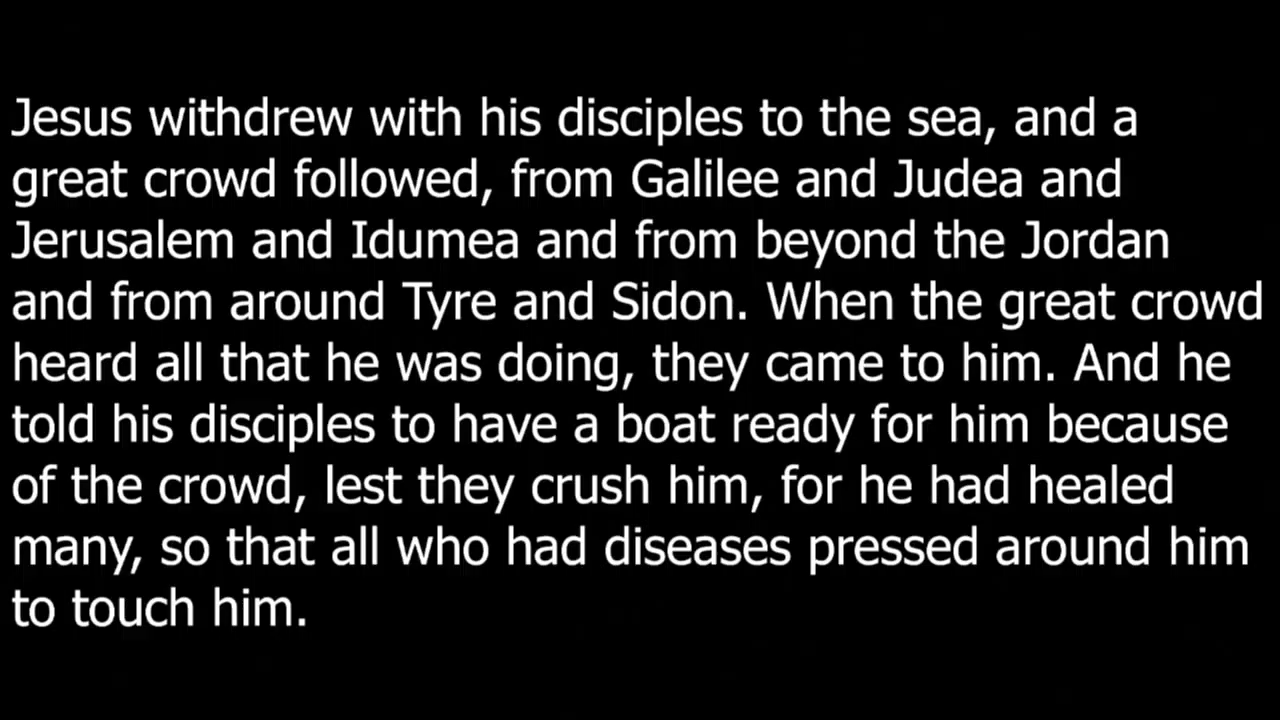 Jesus withdrew with his disciples to the sea, and a
great crowd followed, from Galilee and Judea and
Jerusalem and Idumea and from beyond the Jordan
and from around Tyre and Sidon. When the great crowd
heard all that he was doing, they came to him. And he
told his disciples to have a boat ready for him because
of the crowd, lest they crush him, for he had healed
many, so that all who had diseases pressed around him
to touch him.